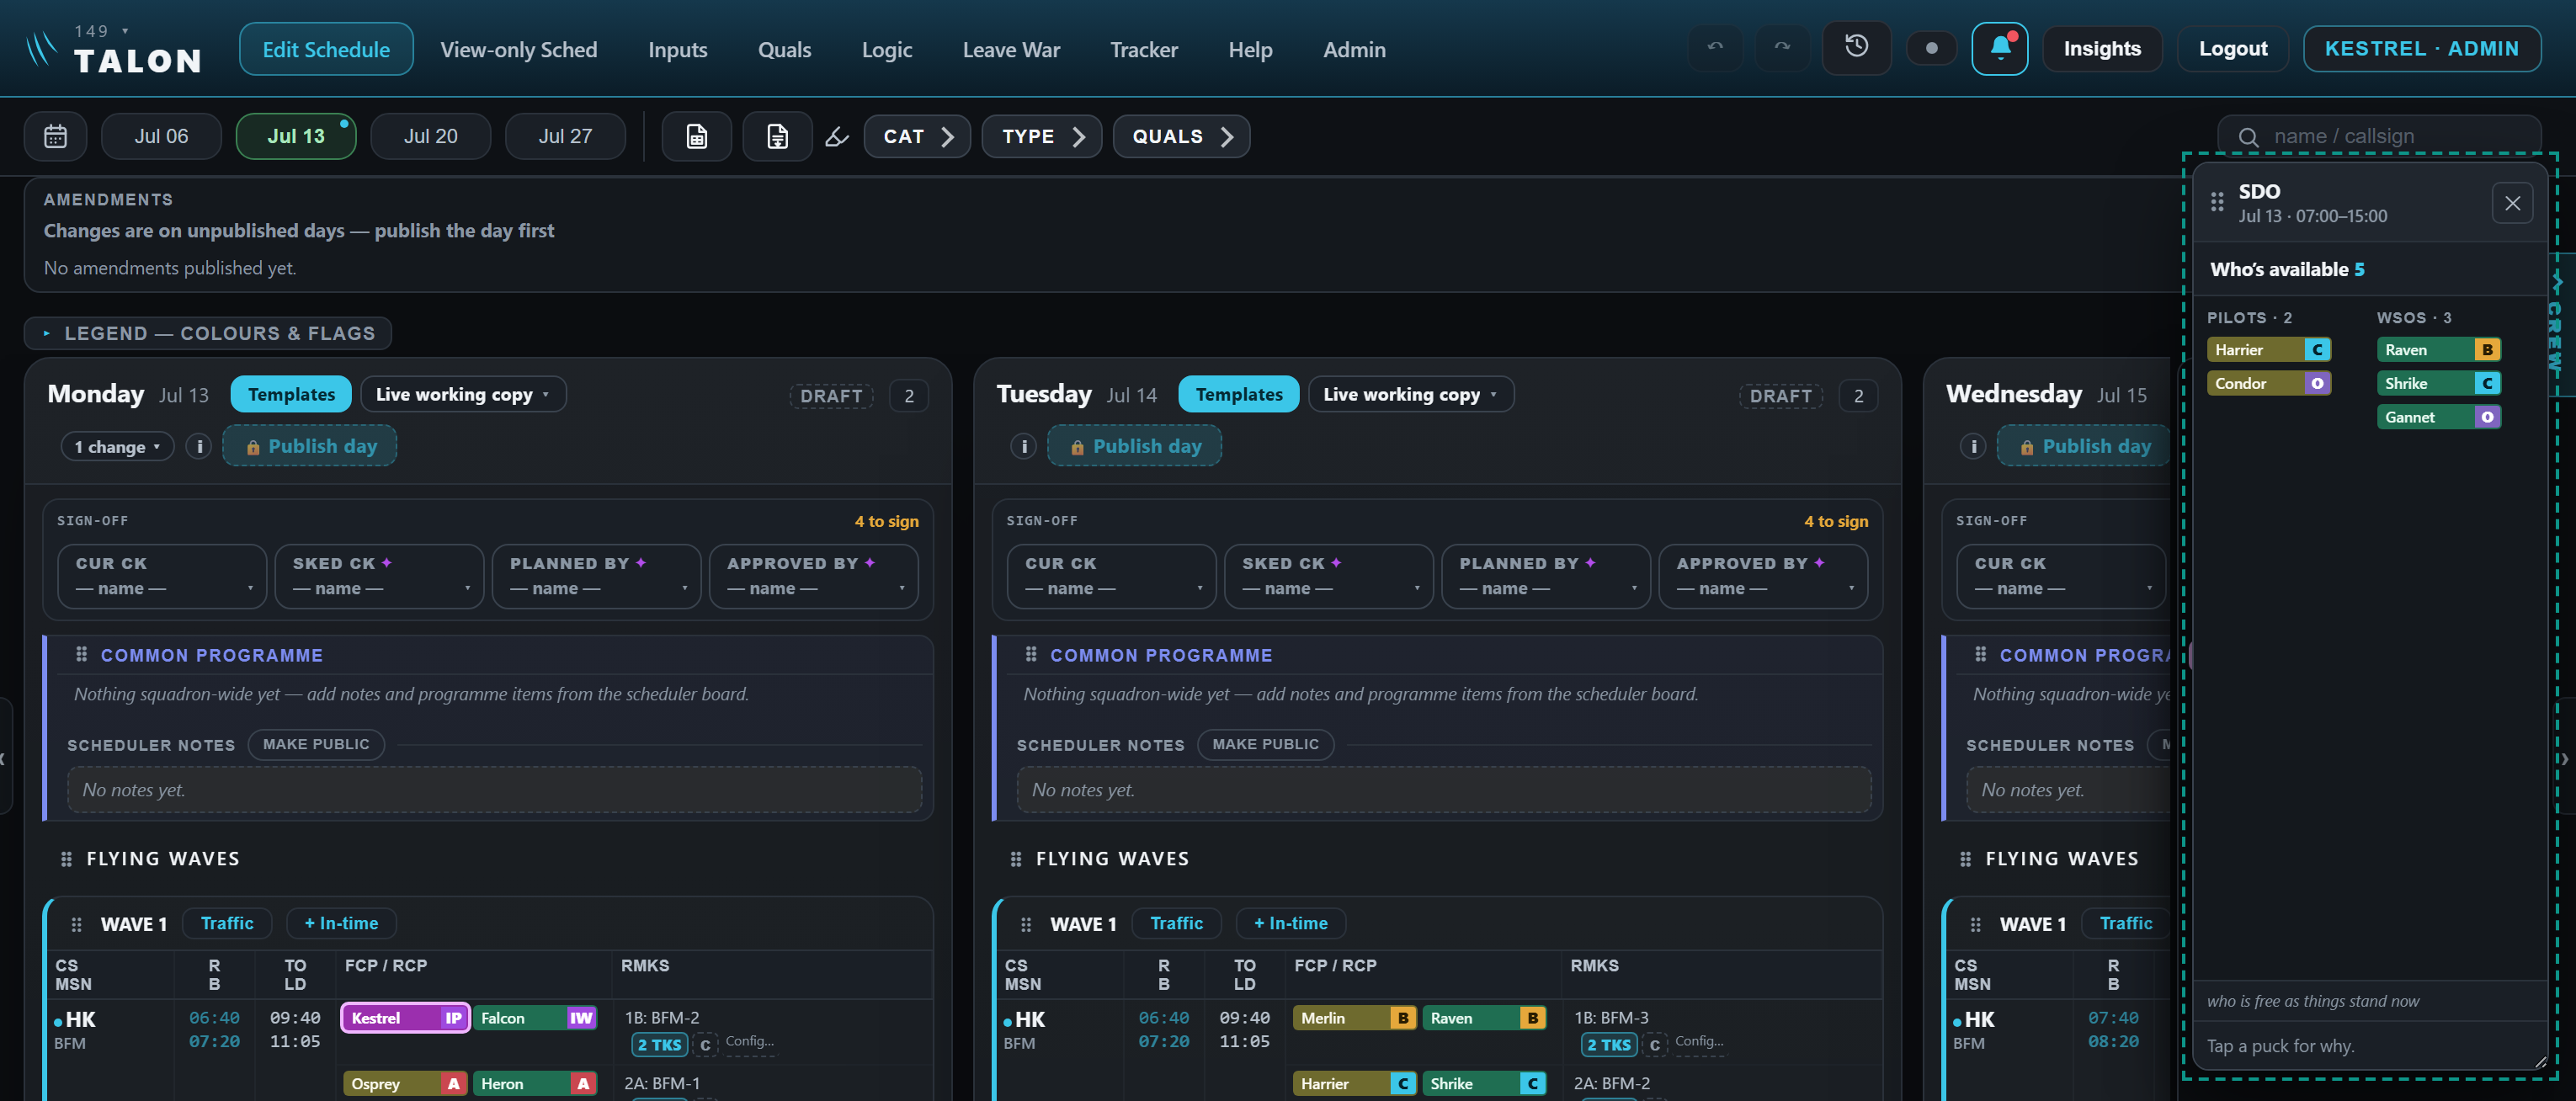 149 ▾
TALON
Edit Schedule
View-only Sched
Inputs
Quals
Logic
Leave War
Tracker
Help
Admin
Insights
Logout
KESTREL · ADMIN
Jul 06
Jul 13
Jul 20
Jul 27
CAT
TYPE
QUALS
name / callsign
AMENDMENTS
Changes are on unpublished days — publish the day first
No amendments published yet.
LEGEND — COLOURS & FLAGS
Monday Jul 13 Templates Live working copy ▾ DRAFT 2
1 change ▾ i Publish day
SIGN-OFF 4 to sign
CUR CK
— name —
SKED CK ✦
— name —
PLANNED BY ✦
— name —
APPROVED BY ✦
— name —
COMMON PROGRAMME
Nothing squadron-wide yet — add notes and programme items from the scheduler board.
SCHEDULER NOTES MAKE PUBLIC
No notes yet.
FLYING WAVES
WAVE 1 Traffic + In-time
CS R TO FCP / RCP RMKS
MSN B LD
HK 06:40 09:40 Kestrel IP Falcon IW 1B: BFM-2
BFM 07:20 11:05 2 TKS C Config...
Osprey A Heron A 2A: BFM-1
Tuesday Jul 14 Templates Live working copy ▾ DRAFT 2
i Publish day
SIGN-OFF 4 to sign
CUR CK
— name —
SKED CK ✦
— name —
PLANNED BY ✦
— name —
APPROVED BY ✦
— name —
COMMON PROGRAMME
Nothing squadron-wide yet — add notes and programme items from the scheduler board.
SCHEDULER NOTES MAKE PUBLIC
No notes yet.
FLYING WAVES
WAVE 1 Traffic + In-time
CS R TO FCP / RCP RMKS
MSN B LD
HK 06:40 09:40 Merlin B Raven B 1B: BFM-3
BFM 07:20 11:05 2 TKS C Config...
Harrier C Shrike C 2A: BFM-2
Wednesday Jul 15
i Publish day
SIGN-OFF
CUR CK
— name —
COMMON PROGRA
Nothing squadron-wide ye
SCHEDULER NOTES M
No notes yet.
FLYING WAVES
WAVE 1 Traffic
CS R
MSN B
HK 07:40
BFM 08:20
SDO
Jul 13 · 07:00–15:00
Who's available 5
PILOTS · 2
Harrier C
Condor O
WSOS · 3
Raven B
Shrike C
Gannet O
who is free as things stand now
Tap a puck for why.
CREW